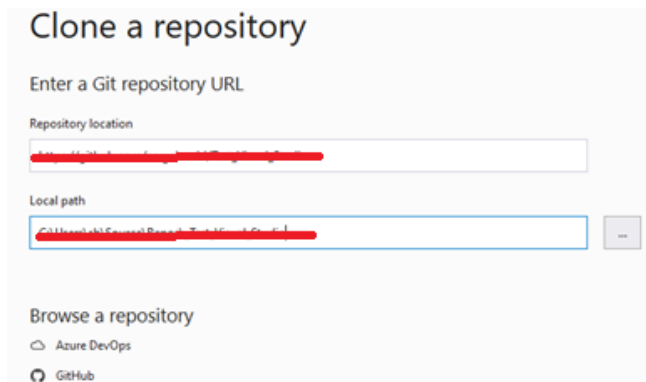 Clone a repository
Enter a Git repository URL
Repository location
Local path
...
Browse a repository
Azure DevOps
GitHub